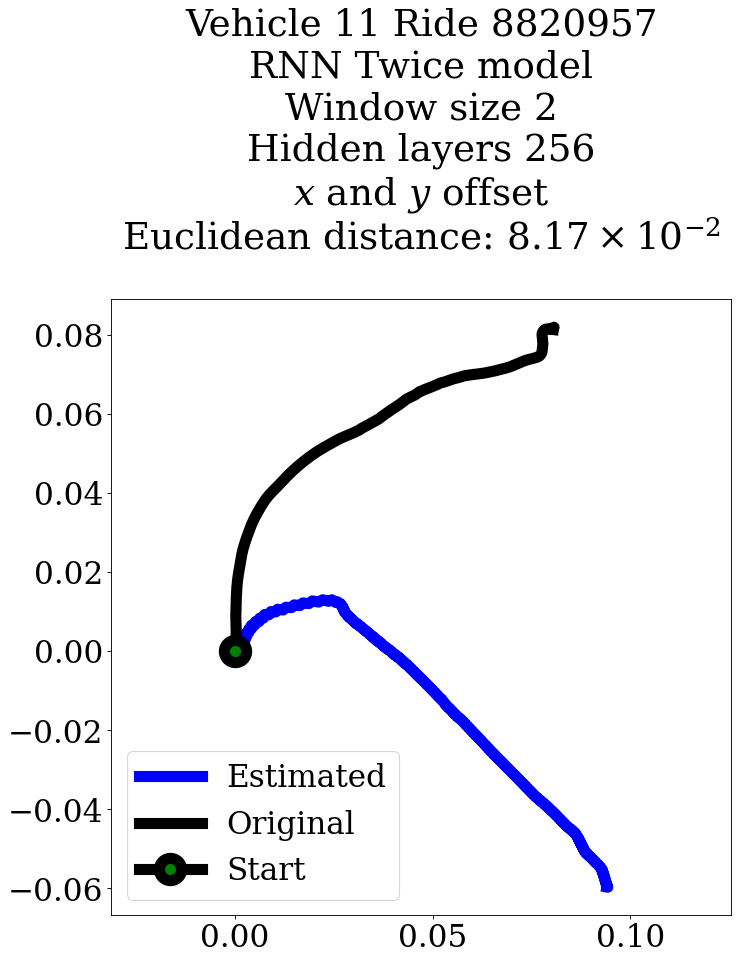 Vehicle 11 Ride 8820957
RNN Twice model
Window size 2
Hidden layers 256
x and y offset
Euclidean distance: 8.17 × 10⁻²
0.08
0.06
0.04
0.02
0.00
−0.02
−0.04
−0.06
Estimated
Original
Start
0.00 0.05 0.10